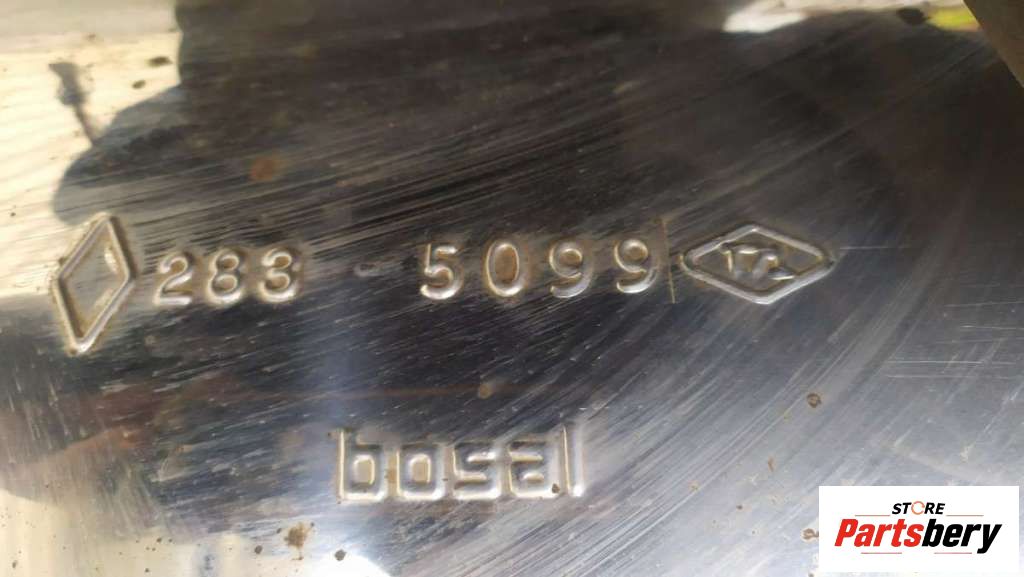 283 - 5099
bosal
STORE
Partsbery